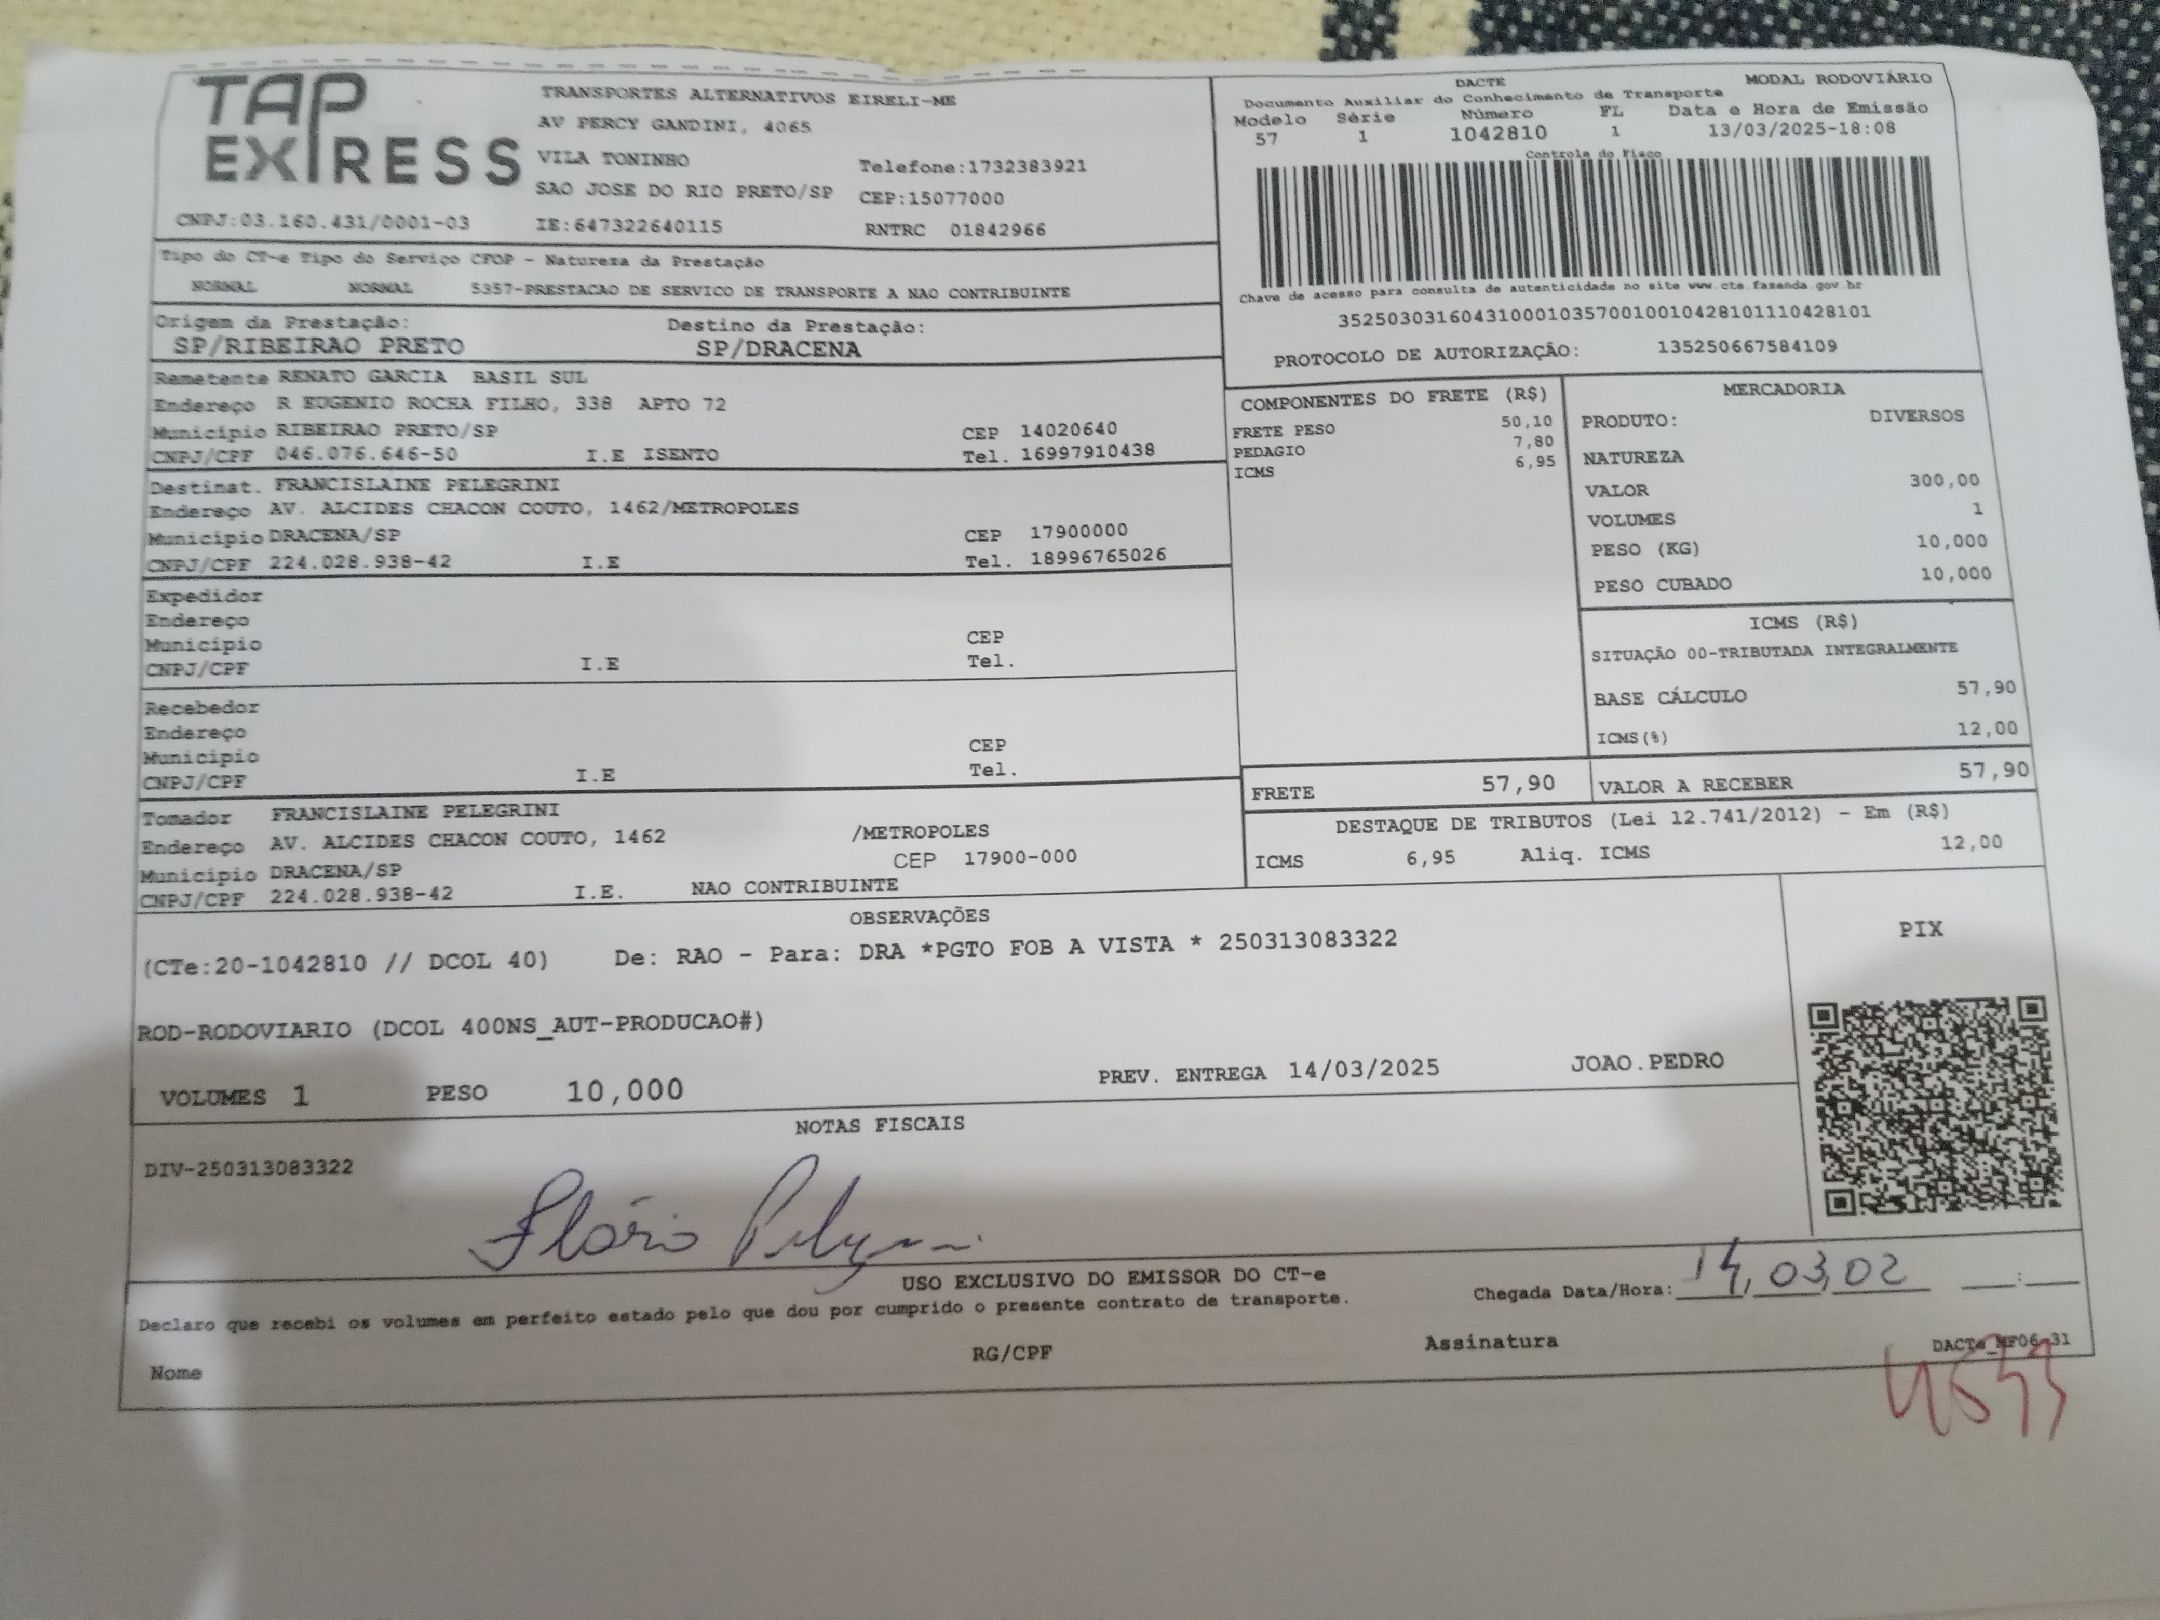 TAP EXPRESS
TRANSPORTES ALTERNATIVOS EIRELI-ME
AV PERCY GANDINI, 4065
VILA TONINHO Telefone:1732383921
SAO JOSE DO RIO PRETO/SP CEP:15077000
CNPJ:03.160.431/0001-03 IE:647322640115 RNTRC 01842966
DACTE MODAL RODOVIÁRIO
Documento Auxiliar do Conhecimento de Transporte
Modelo Série Número FL Data e Hora de Emissão
57 1 1042810 1 13/03/2025-18:08
Controle do Fisco
Chave de acesso para consulta de autenticidade no site www.cte.fazenda.gov.br
35250303160431000103570010010428101110428101
PROTOCOLO DE AUTORIZAÇÃO: 135250667584109
Tipo do CT-e Tipo do Serviço CFOP - Natureza da Prestação
NORMAL NORMAL 5357-PRESTACAO DE SERVICO DE TRANSPORTE A NAO CONTRIBUINTE
Origem da Prestação: Destino da Prestação:
SP/RIBEIRAO PRETO SP/DRACENA
Remetente RENATO GARCIA BASIL SUL
Endereço R EUGENIO ROCHA FILHO, 338 APTO 72
Município RIBEIRAO PRETO/SP CEP 14020640
CNPJ/CPF 046.076.646-50 I.E ISENTO Tel. 16997910438
Destinat. FRANCISLAINE PELEGRINI
Endereço AV. ALCIDES CHACON COUTO, 1462/METROPOLES
Município DRACENA/SP CEP 17900000
CNPJ/CPF 224.028.938-42 I.E Tel. 18996765026
Expedidor
Endereço
Município CEP
CNPJ/CPF I.E Tel.
Recebedor
Endereço
Município CEP
CNPJ/CPF I.E Tel.
Tomador FRANCISLAINE PELEGRINI
Endereço AV. ALCIDES CHACON COUTO, 1462 /METROPOLES
Município DRACENA/SP CEP 17900-000
CNPJ/CPF 224.028.938-42 I.E. NAO CONTRIBUINTE
COMPONENTES DO FRETE (R$)
FRETE PESO 50,10
PEDAGIO 7,80
ICMS 6,95
MERCADORIA
PRODUTO: DIVERSOS
NATUREZA
VALOR 300,00
VOLUMES 1
PESO (KG) 10,000
PESO CUBADO 10,000
ICMS (R$)
SITUAÇÃO 00-TRIBUTADA INTEGRALMENTE
BASE CÁLCULO 57,90
ICMS(%) 12,00
FRETE 57,90 VALOR A RECEBER 57,90
DESTAQUE DE TRIBUTOS (Lei 12.741/2012) - Em (R$)
ICMS 6,95 Aliq. ICMS 12,00
OBSERVAÇÕES
(CTe:20-1042810 // DCOL 40) De: RAO - Para: DRA *PGTO FOB A VISTA * 250313083322
PIX
ROD-RODOVIARIO (DCOL 400NS_AUT-PRODUCAO#)
VOLUMES 1 PESO 10,000 PREV. ENTREGA 14/03/2025 JOAO.PEDRO
NOTAS FISCAIS
DIV-250313083322
Flório
USO EXCLUSIVO DO EMISSOR DO CT-e
Declaro que recebi os volumes em perfeito estado pelo que dou por cumprido o presente contrato de transporte.
Chegada Data/Hora: 14,03,02 __:__
Nome RG/CPF Assinatura
DACTe_MF06.31